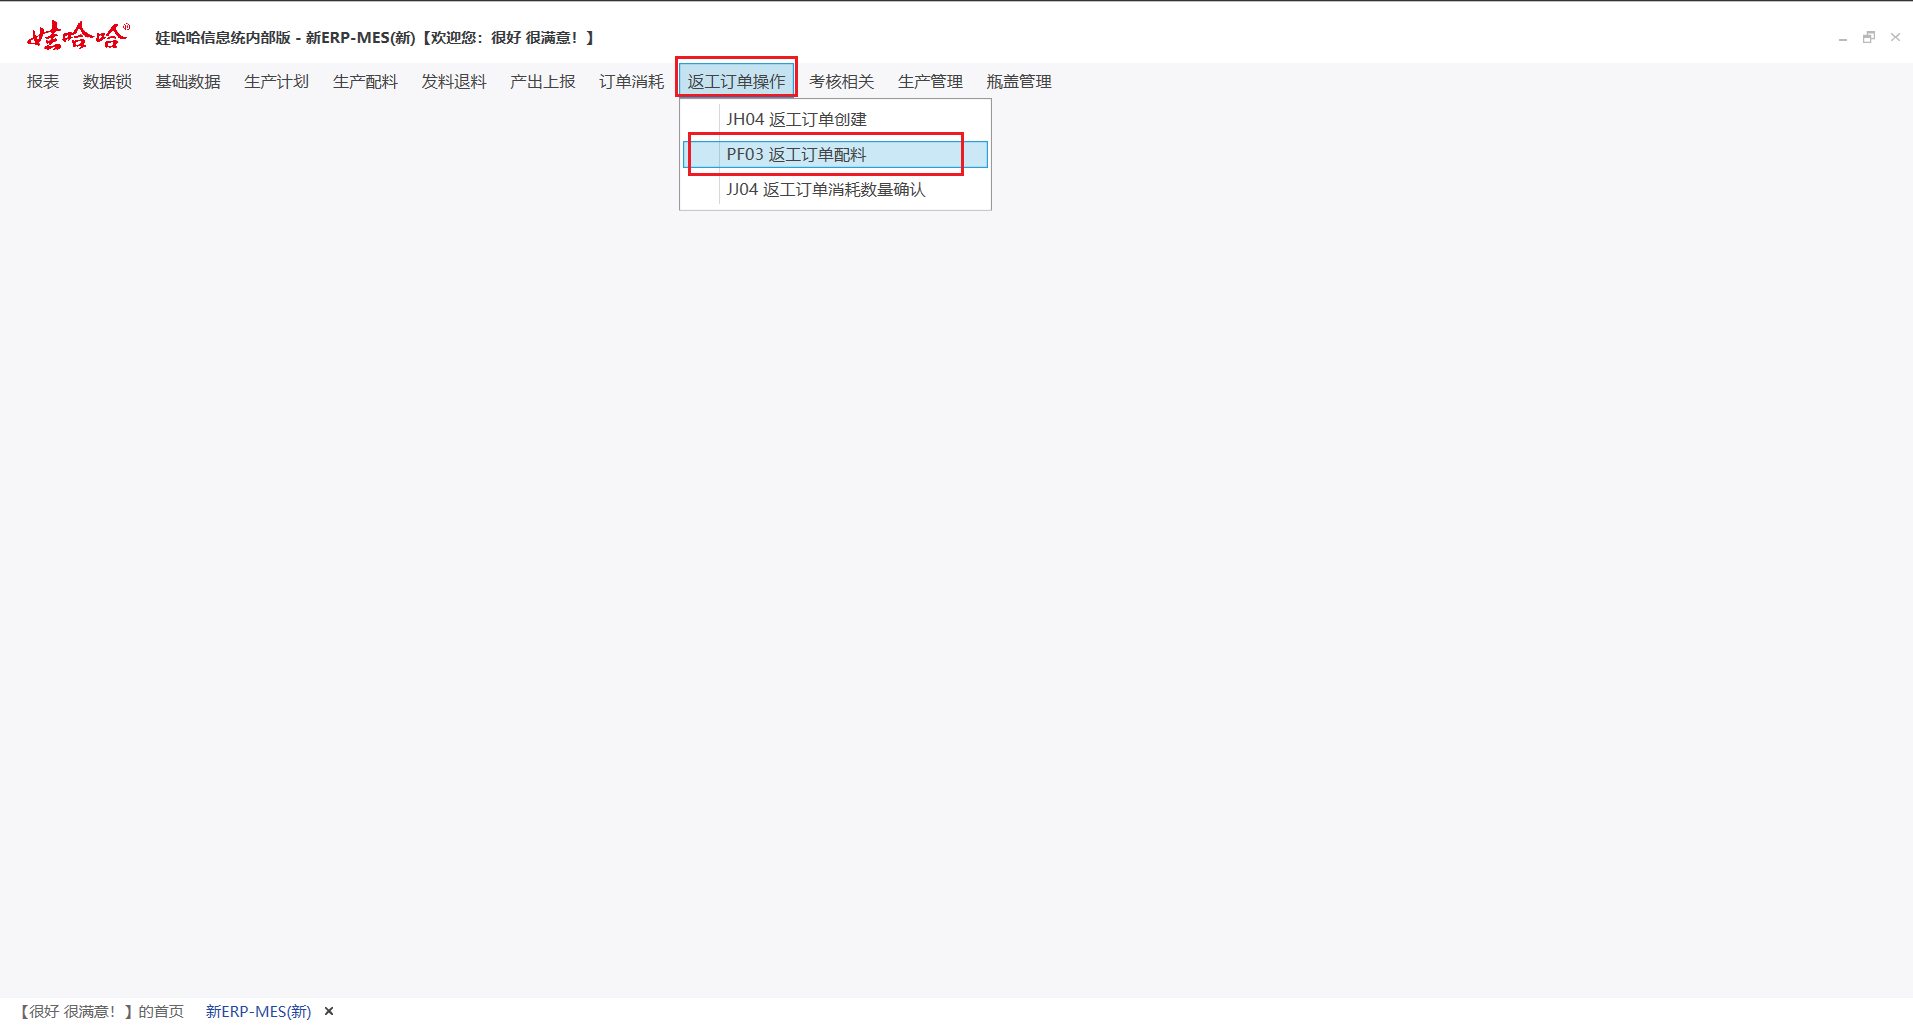 娃哈哈®
娃哈哈信息统内部版 - 新ERP-MES(新)【欢迎您：很好 很满意！】
报表 数据锁 基础数据 生产计划 生产配料 发料退料 产出上报 订单消耗 返工订单操作 考核相关 生产管理 瓶盖管理
JH04 返工订单创建
PF03 返工订单配料
JJ04 返工订单消耗数量确认
【很好 很满意！】的首页 新ERP-MES(新)